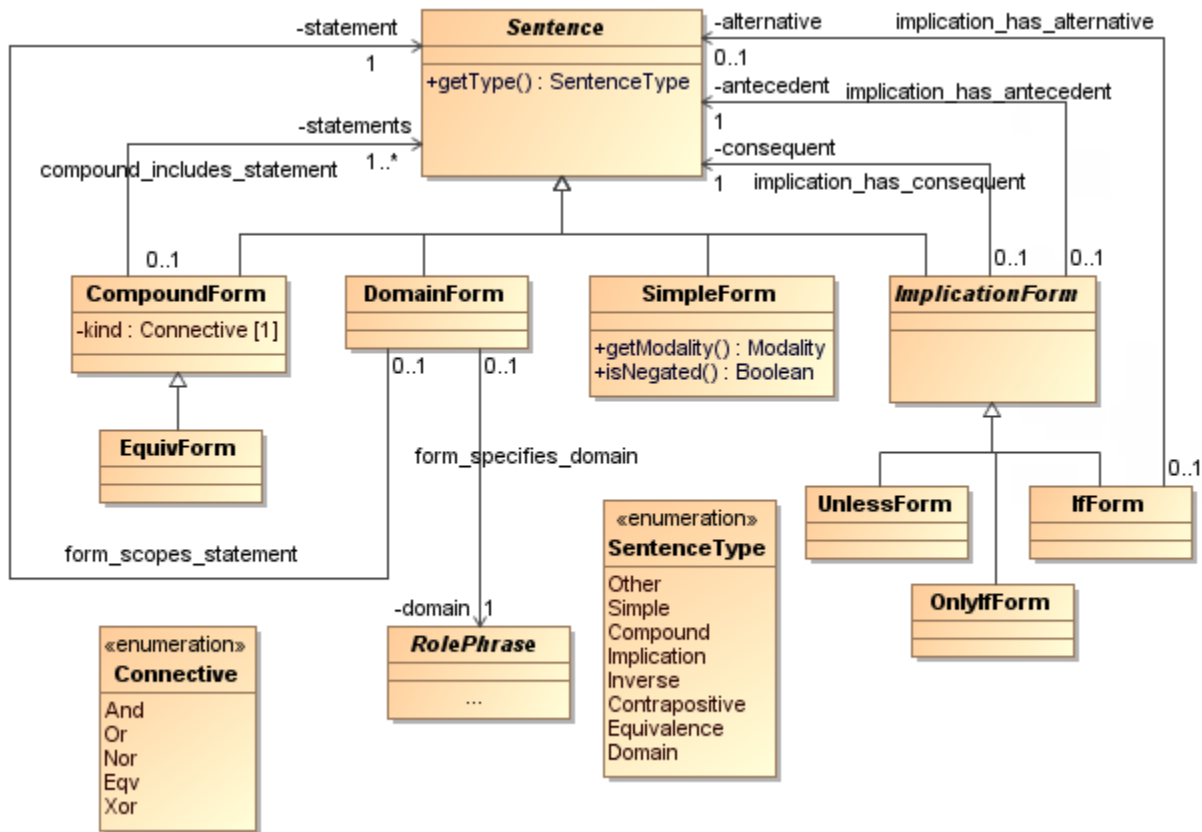 -statement
1
Sentence
+getType() : SentenceType
-alternative
implication_has_alternative
0..1
-antecedent
implication_has_antecedent
1
-statements
1..*
compound_includes_statement
-consequent
1
implication_has_consequent
0..1
0..1
0..1
CompoundForm
-kind : Connective [1]
DomainForm
0..1
0..1
SimpleForm
+getModality() : Modality
+isNegated() : Boolean
ImplicationForm
EquivForm
form_specifies_domain
0..1
UnlessForm
IfForm
OnlyIfForm
form_scopes_statement
-domain
1
RolePhrase
...
«enumeration»
SentenceType
Other
Simple
Compound
Implication
Inverse
Contrapositive
Equivalence
Domain
«enumeration»
Connective
And
Or
Nor
Eqv
Xor